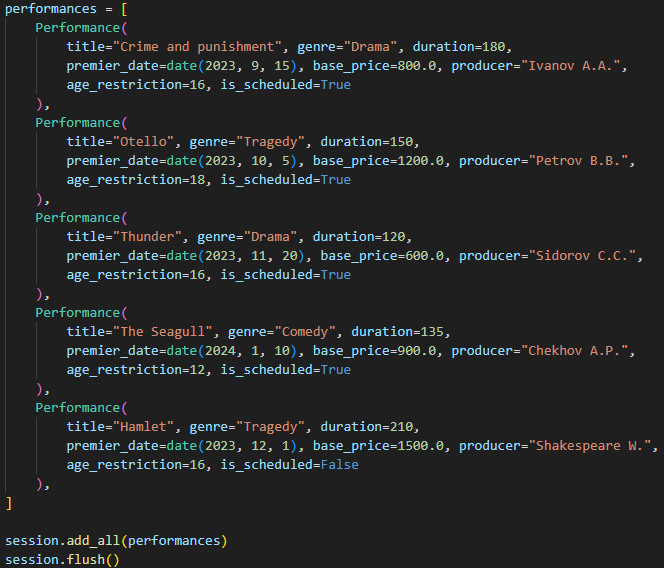 performances = [
    Performance(
        title="Crime and punishment", genre="Drama", duration=180,
        premier_date=date(2023, 9, 15), base_price=800.0, producer="Ivanov A.A.",
        age_restriction=16, is_scheduled=True
    ),
    Performance(
        title="Otello", genre="Tragedy", duration=150,
        premier_date=date(2023, 10, 5), base_price=1200.0, producer="Petrov B.B.",
        age_restriction=18, is_scheduled=True
    ),
    Performance(
        title="Thunder", genre="Drama", duration=120,
        premier_date=date(2023, 11, 20), base_price=600.0, producer="Sidorov C.C.",
        age_restriction=16, is_scheduled=True
    ),
    Performance(
        title="The Seagull", genre="Comedy", duration=135,
        premier_date=date(2024, 1, 10), base_price=900.0, producer="Chekhov A.P.",
        age_restriction=12, is_scheduled=True
    ),
    Performance(
        title="Hamlet", genre="Tragedy", duration=210,
        premier_date=date(2023, 12, 1), base_price=1500.0, producer="Shakespeare W.",
        age_restriction=16, is_scheduled=False
    ),
]

session.add_all(performances)
session.flush()